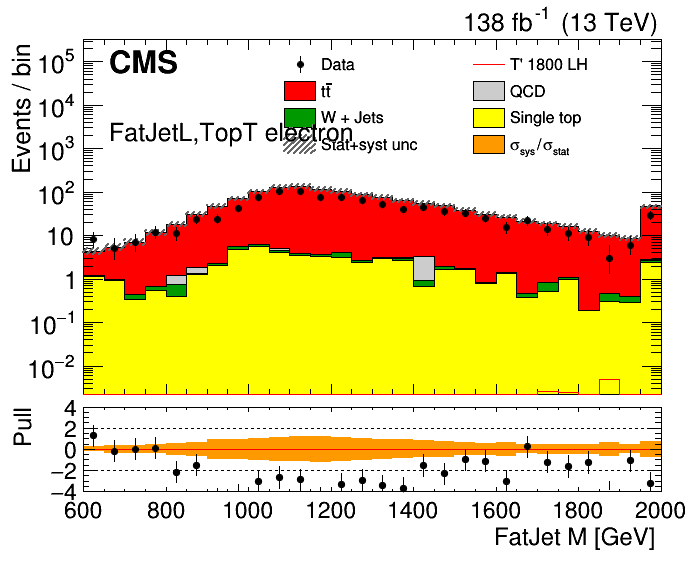 138 fb⁻¹ (13 TeV)
CMS
Data
T' 1800 LH
tt̄
QCD
W + Jets
Single top
FatJetL,TopT electron
Stat+syst unc
σsys/σstat
Events / bin
10⁵
10⁴
10³
10²
10
1
10⁻¹
10⁻²
Pull
4
2
0
−2
−4
600 800 1000 1200 1400 1600 1800 2000
FatJet M [GeV]